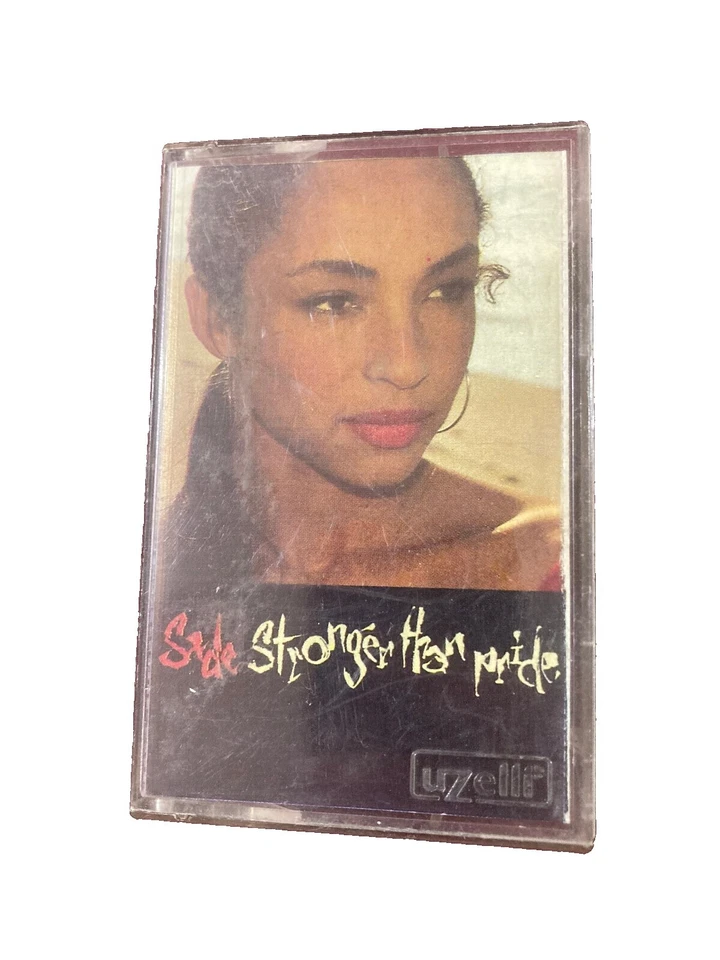 Sade Stronger than pride.
uzelli®